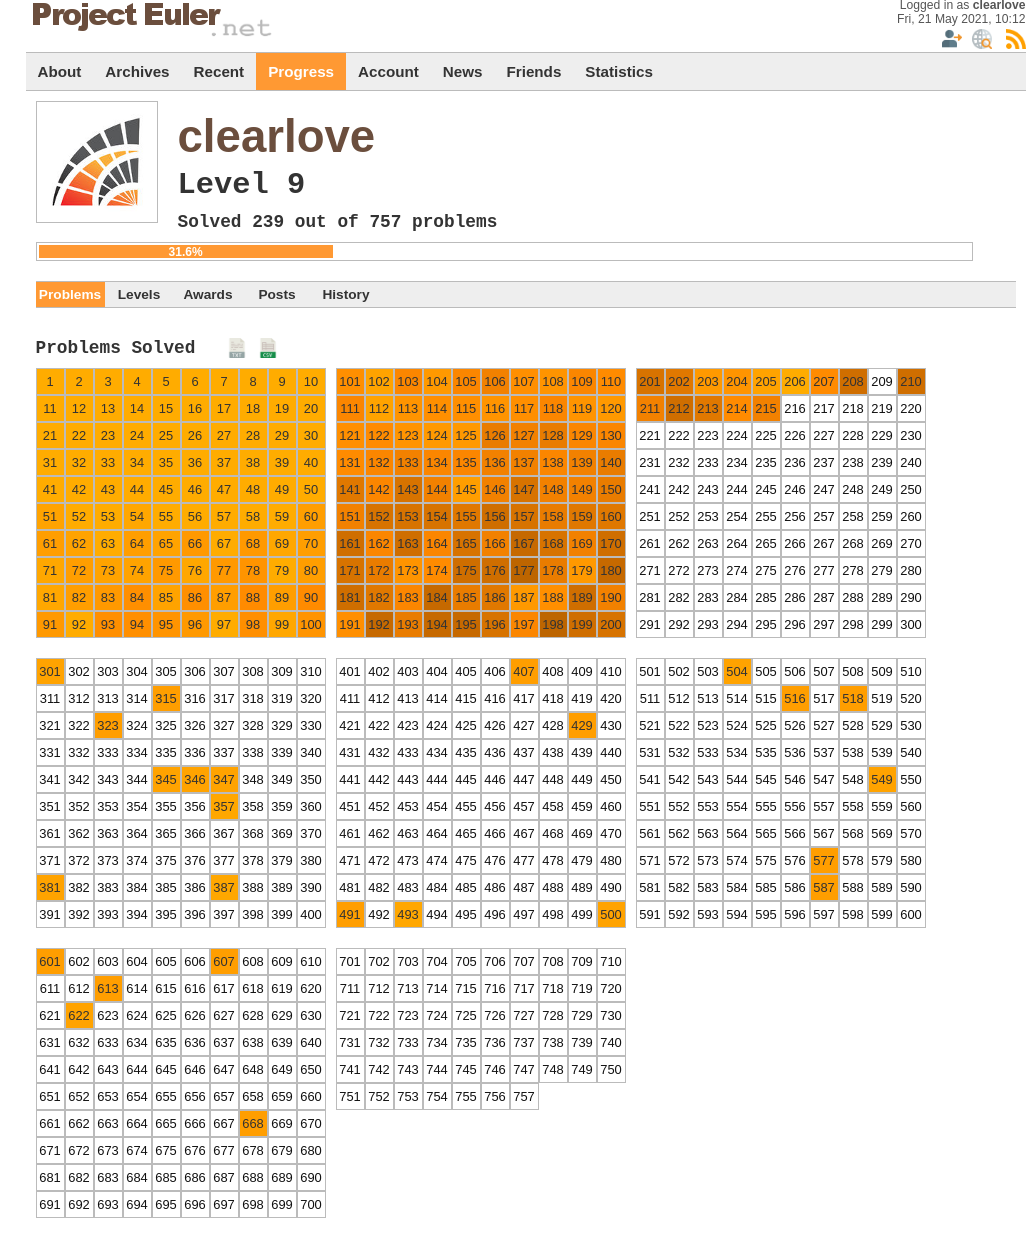 Project Euler
.net
Logged in as clearlove
Fri, 21 May 2021, 10:12
About Archives Recent Progress Account News Friends Statistics
clearlove
Level 9
Solved 239 out of 757 problems
31.6%
Problems Levels Awards Posts History
Problems Solved TXT CSV
1 2 3 4 5 6 7 8 9 10
11 12 13 14 15 16 17 18 19 20
21 22 23 24 25 26 27 28 29 30
31 32 33 34 35 36 37 38 39 40
41 42 43 44 45 46 47 48 49 50
51 52 53 54 55 56 57 58 59 60
61 62 63 64 65 66 67 68 69 70
71 72 73 74 75 76 77 78 79 80
81 82 83 84 85 86 87 88 89 90
91 92 93 94 95 96 97 98 99 100
101 102 103 104 105 106 107 108 109 110
111 112 113 114 115 116 117 118 119 120
121 122 123 124 125 126 127 128 129 130
131 132 133 134 135 136 137 138 139 140
141 142 143 144 145 146 147 148 149 150
151 152 153 154 155 156 157 158 159 160
161 162 163 164 165 166 167 168 169 170
171 172 173 174 175 176 177 178 179 180
181 182 183 184 185 186 187 188 189 190
191 192 193 194 195 196 197 198 199 200
201 202 203 204 205 206 207 208 209 210
211 212 213 214 215 216 217 218 219 220
221 222 223 224 225 226 227 228 229 230
231 232 233 234 235 236 237 238 239 240
241 242 243 244 245 246 247 248 249 250
251 252 253 254 255 256 257 258 259 260
261 262 263 264 265 266 267 268 269 270
271 272 273 274 275 276 277 278 279 280
281 282 283 284 285 286 287 288 289 290
291 292 293 294 295 296 297 298 299 300
301 302 303 304 305 306 307 308 309 310
311 312 313 314 315 316 317 318 319 320
321 322 323 324 325 326 327 328 329 330
331 332 333 334 335 336 337 338 339 340
341 342 343 344 345 346 347 348 349 350
351 352 353 354 355 356 357 358 359 360
361 362 363 364 365 366 367 368 369 370
371 372 373 374 375 376 377 378 379 380
381 382 383 384 385 386 387 388 389 390
391 392 393 394 395 396 397 398 399 400
401 402 403 404 405 406 407 408 409 410
411 412 413 414 415 416 417 418 419 420
421 422 423 424 425 426 427 428 429 430
431 432 433 434 435 436 437 438 439 440
441 442 443 444 445 446 447 448 449 450
451 452 453 454 455 456 457 458 459 460
461 462 463 464 465 466 467 468 469 470
471 472 473 474 475 476 477 478 479 480
481 482 483 484 485 486 487 488 489 490
491 492 493 494 495 496 497 498 499 500
501 502 503 504 505 506 507 508 509 510
511 512 513 514 515 516 517 518 519 520
521 522 523 524 525 526 527 528 529 530
531 532 533 534 535 536 537 538 539 540
541 542 543 544 545 546 547 548 549 550
551 552 553 554 555 556 557 558 559 560
561 562 563 564 565 566 567 568 569 570
571 572 573 574 575 576 577 578 579 580
581 582 583 584 585 586 587 588 589 590
591 592 593 594 595 596 597 598 599 600
601 602 603 604 605 606 607 608 609 610
611 612 613 614 615 616 617 618 619 620
621 622 623 624 625 626 627 628 629 630
631 632 633 634 635 636 637 638 639 640
641 642 643 644 645 646 647 648 649 650
651 652 653 654 655 656 657 658 659 660
661 662 663 664 665 666 667 668 669 670
671 672 673 674 675 676 677 678 679 680
681 682 683 684 685 686 687 688 689 690
691 692 693 694 695 696 697 698 699 700
701 702 703 704 705 706 707 708 709 710
711 712 713 714 715 716 717 718 719 720
721 722 723 724 725 726 727 728 729 730
731 732 733 734 735 736 737 738 739 740
741 742 743 744 745 746 747 748 749 750
751 752 753 754 755 756 757